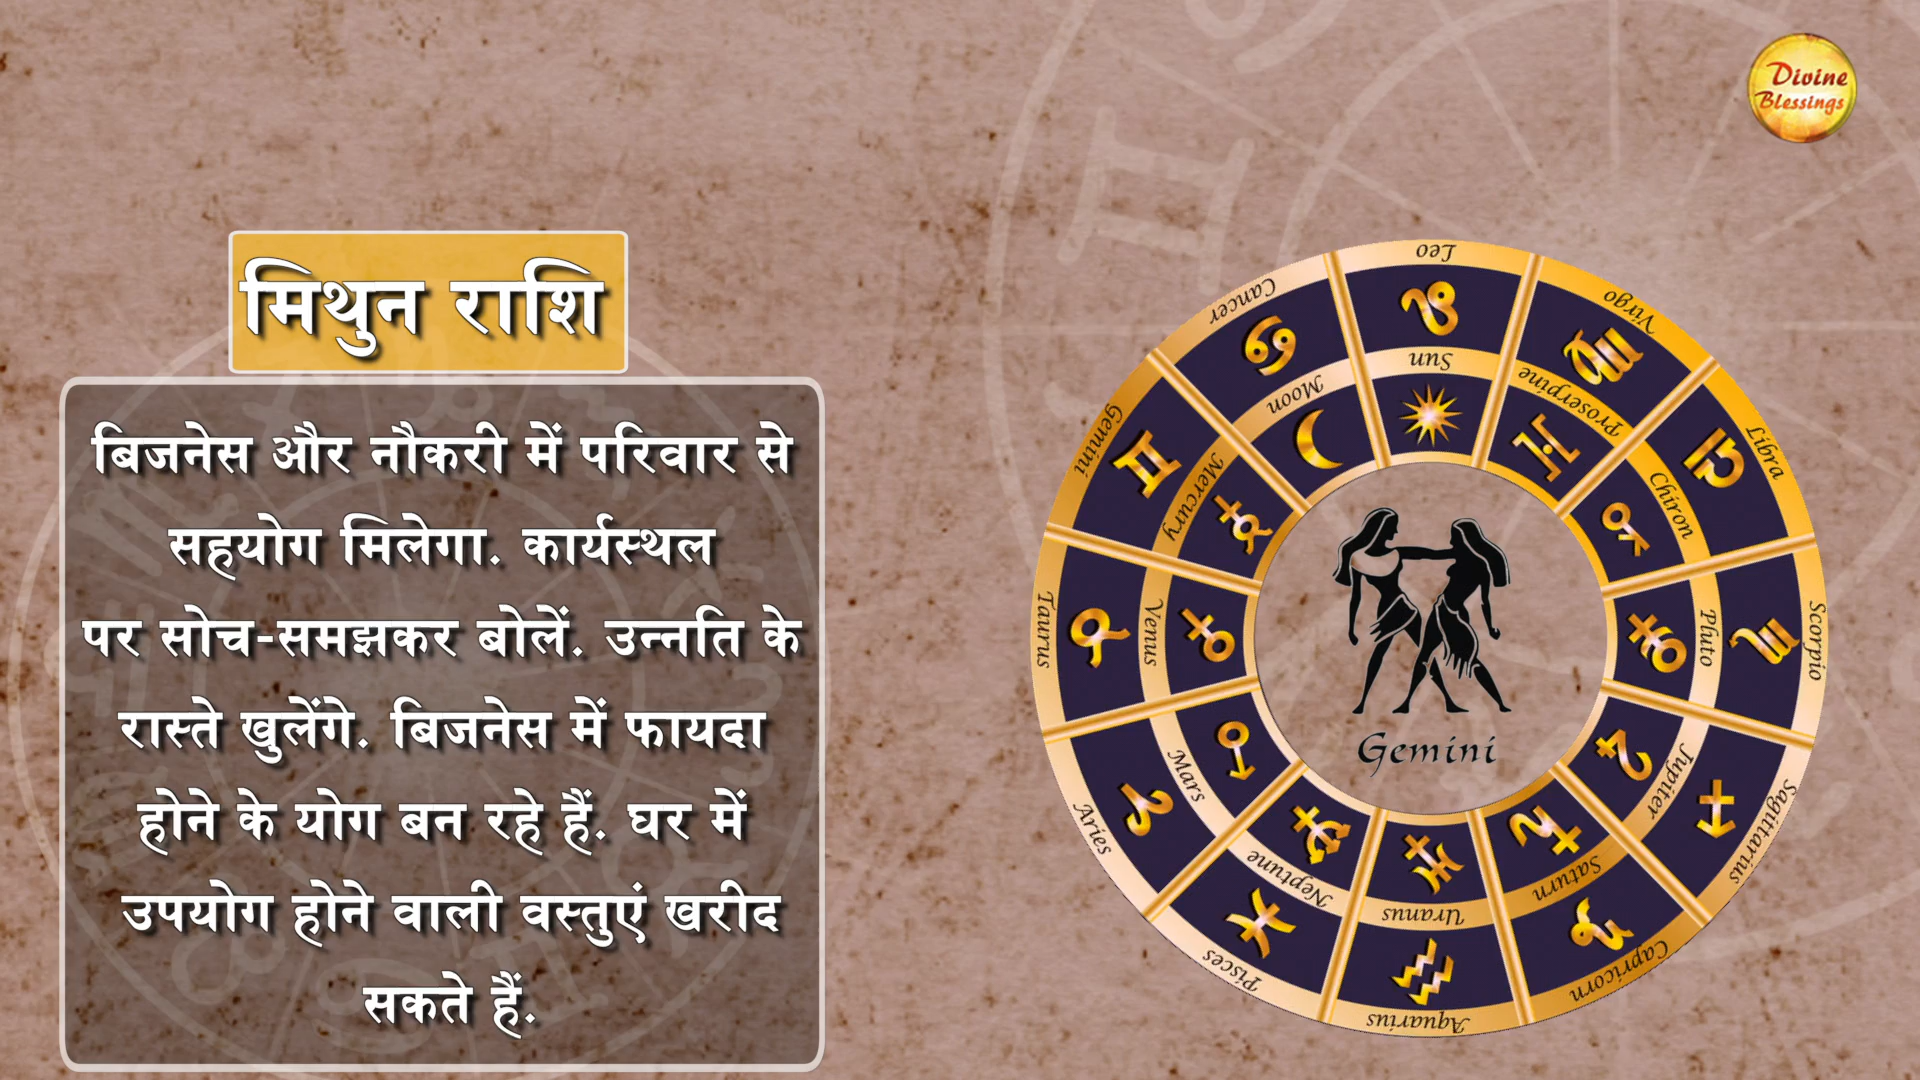 Divine
Blessings
मिथुन राशि
बिजनेस और नौकरी में परिवार से
सहयोग मिलेगा. कार्यस्थल
पर सोच-समझकर बोलें. उन्नति के
रास्ते खुलेंगे. बिजनेस में फायदा
होने के योग बन रहे हैं. घर में
उपयोग होने वाली वस्तुएं खरीद
सकते हैं.
Leo
Virgo
Libra
Scorpio
Sagittarius
Capricorn
Aquarius
Pisces
Aries
Taurus
Gemini
Cancer
Sun
Proserpine
Chiron
Pluto
Jupiter
Saturn
Uranus
Neptune
Mars
Venus
Mercury
Moon
Gemini